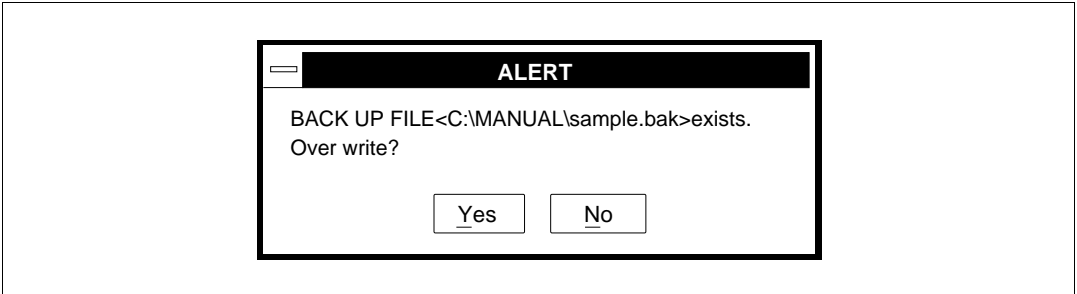 ALERT
BACK UP FILE<C:\MANUAL\sample.bak>exists.
Over write?
Yes No